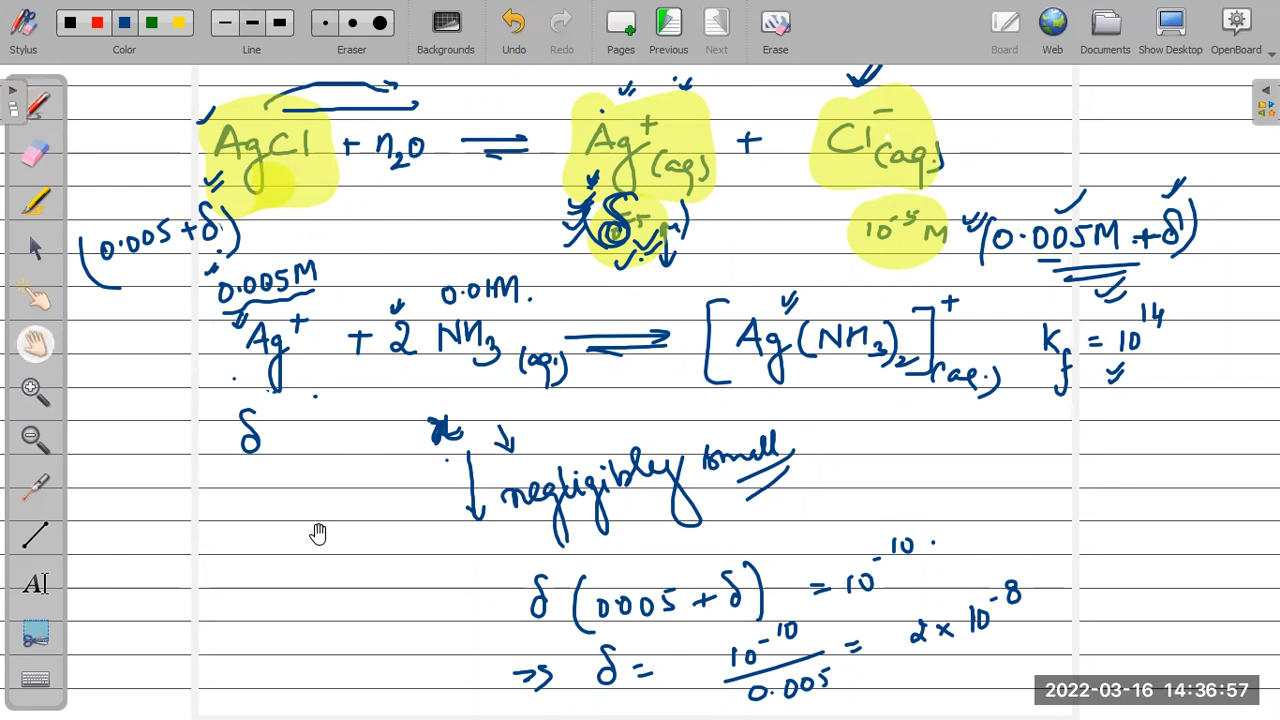 Stylus Color Line Eraser Backgrounds Undo Redo Pages Previous Next Erase Board Web Documents Show Desktop OpenBoard
AgCl + H₂O ⇌ Ag⁺(aq) + Cl⁻(aq.)
(0.005 + δ) (δ) 10⁻⁵ M (0.005M + δ)
0.005M 0.01M.
Ag⁺ + 2 NH₃ (aq.) ⇌ [Ag(NH₃)₂]⁺(aq.) K_f = 10¹⁴
δ
negligibly small
δ (0.005 + δ) = 10⁻¹⁰
⇒ δ = 10⁻¹⁰ / 0.005 = 2 × 10⁻⁸
2022-03-16 14:36:57